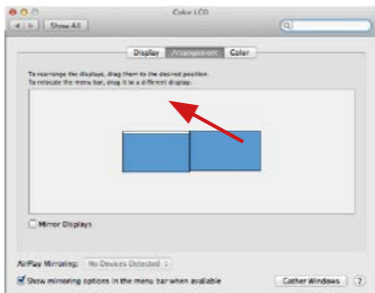 Color LCD
Show All
Display Arrangement Color
To rearrange the displays, drag them to the desired position.
To relocate the menu bar, drag it to a different display.
Mirror Displays
AirPlay Mirroring: No Devices Detected
Show mirroring options in the menu bar when available
Gather Windows ?